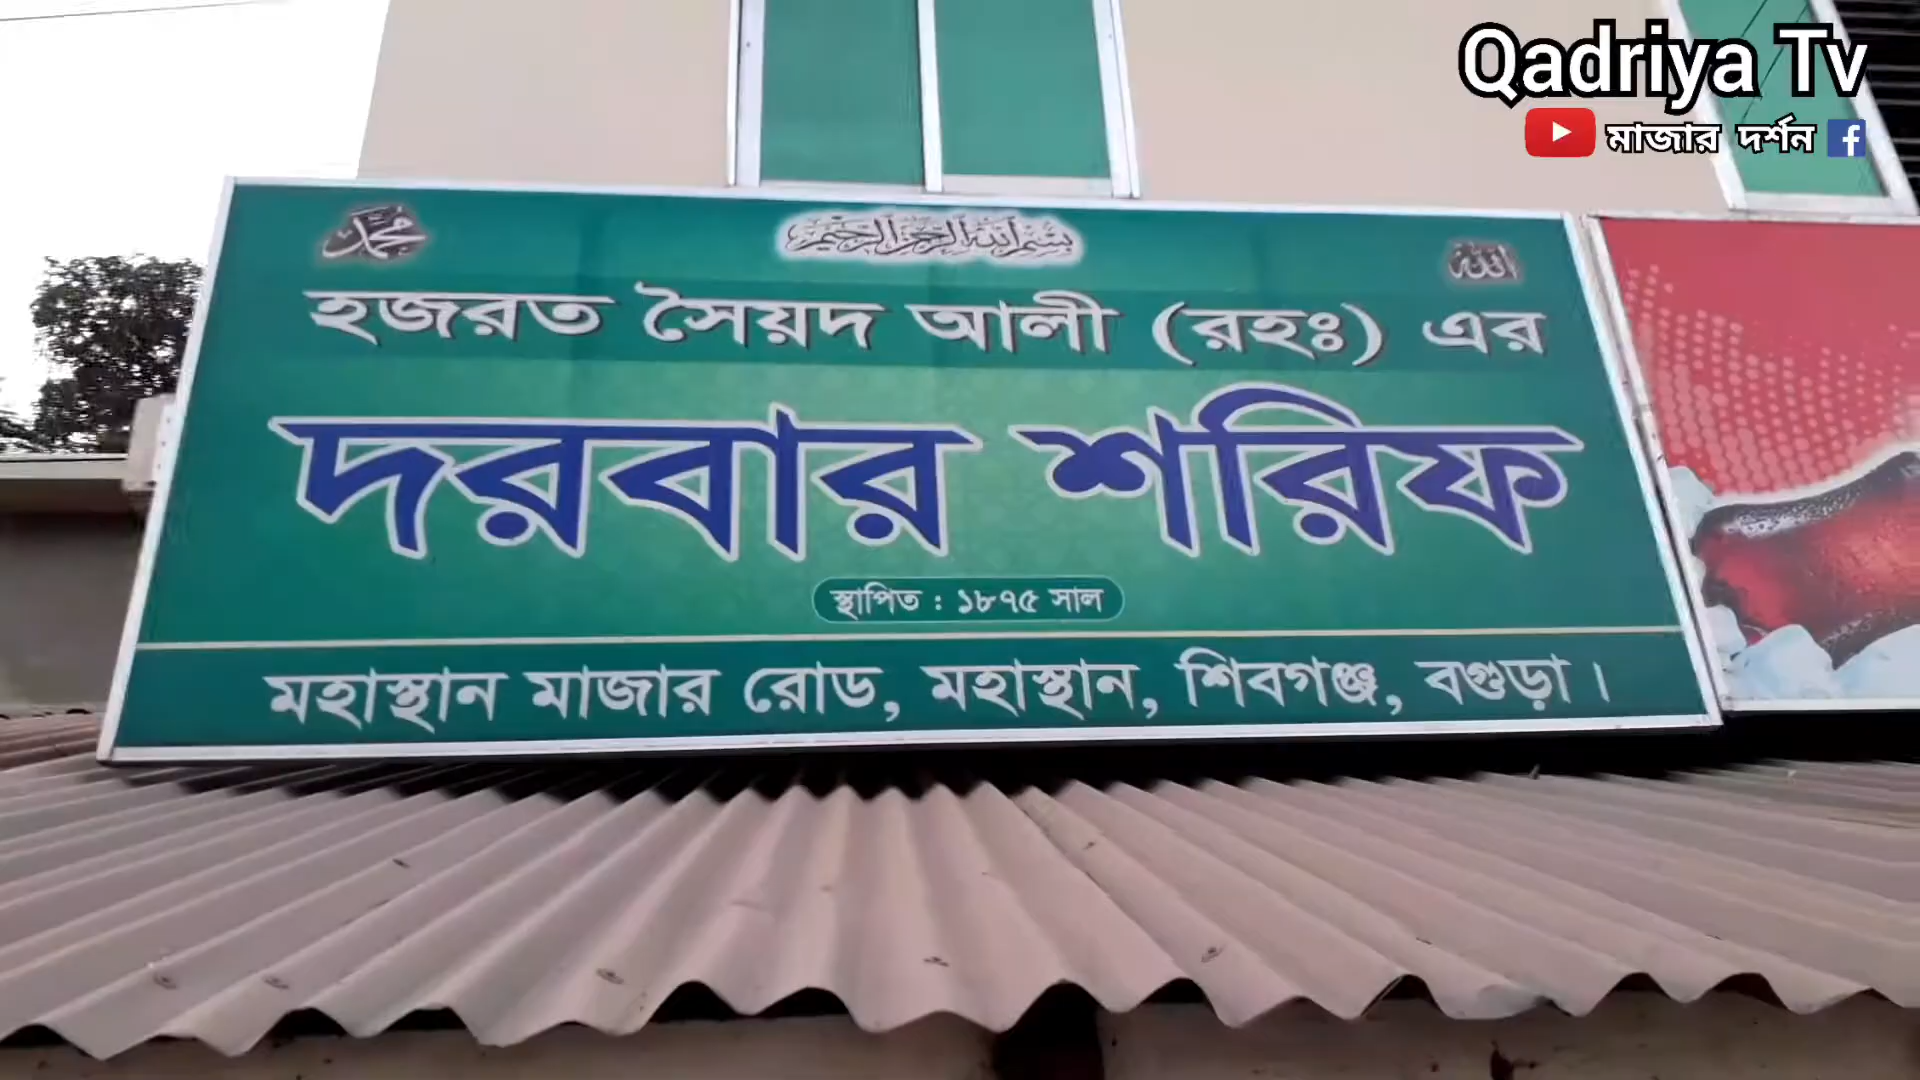 Qadriya Tv
মাজার দর্শন
محمد
بسم الله الرحمن الرحيم
الله
হজরত সৈয়দ আলী (রহঃ) এর
দরবার শরিফ
স্থাপিত : ১৮৭৫ সাল
মহাস্থান মাজার রোড, মহাস্থান, শিবগঞ্জ, বগুড়া।